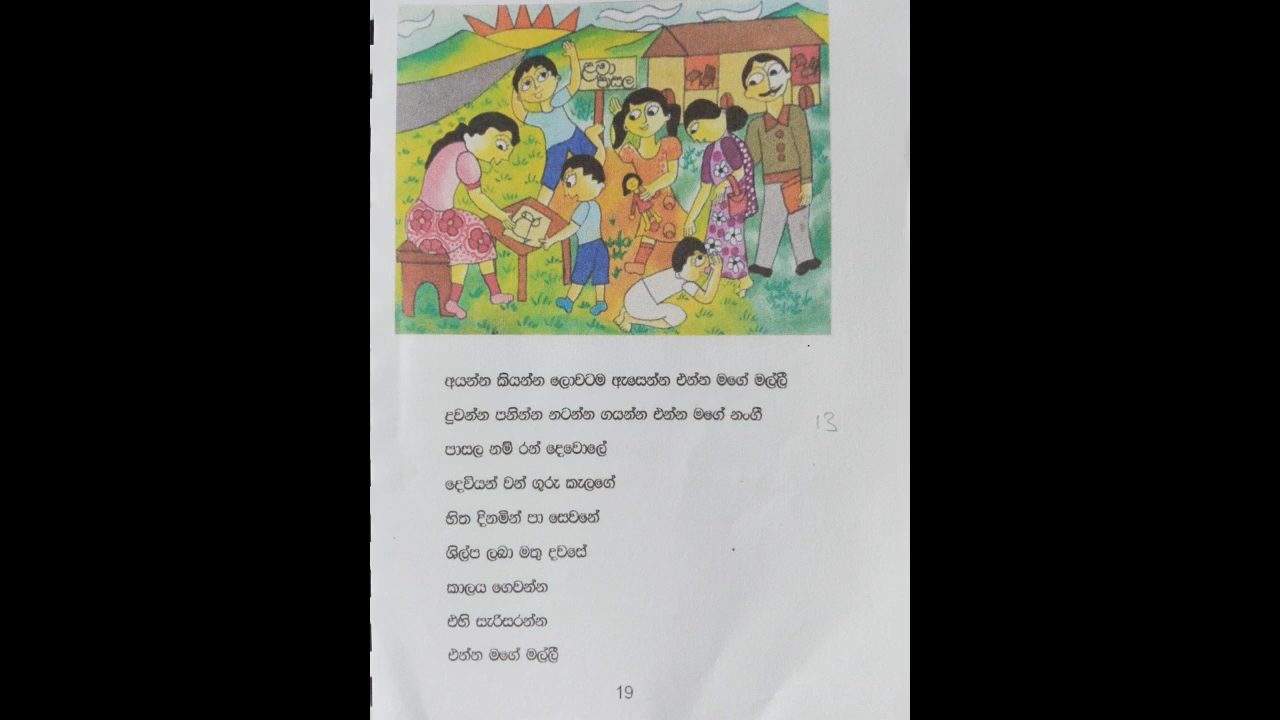 ළමා
පාසල
අයන්න කියන්න ලොවටම ඇසෙන්න එන්න මගේ මල්ලී
දුවන්න පනින්න නටන්න ගයන්න එන්න මගේ නංගී
13
පාසල නම් රන් දෙවොලේ
දෙවියන් වන් ගුරු කැලගේ
හිත දිනමින් පා සෙවනේ
ශිල්ප ලබා මතු දවසේ
කාලය ගෙවන්න
එහි සැරිසරන්න
එන්න මගේ මල්ලී
19